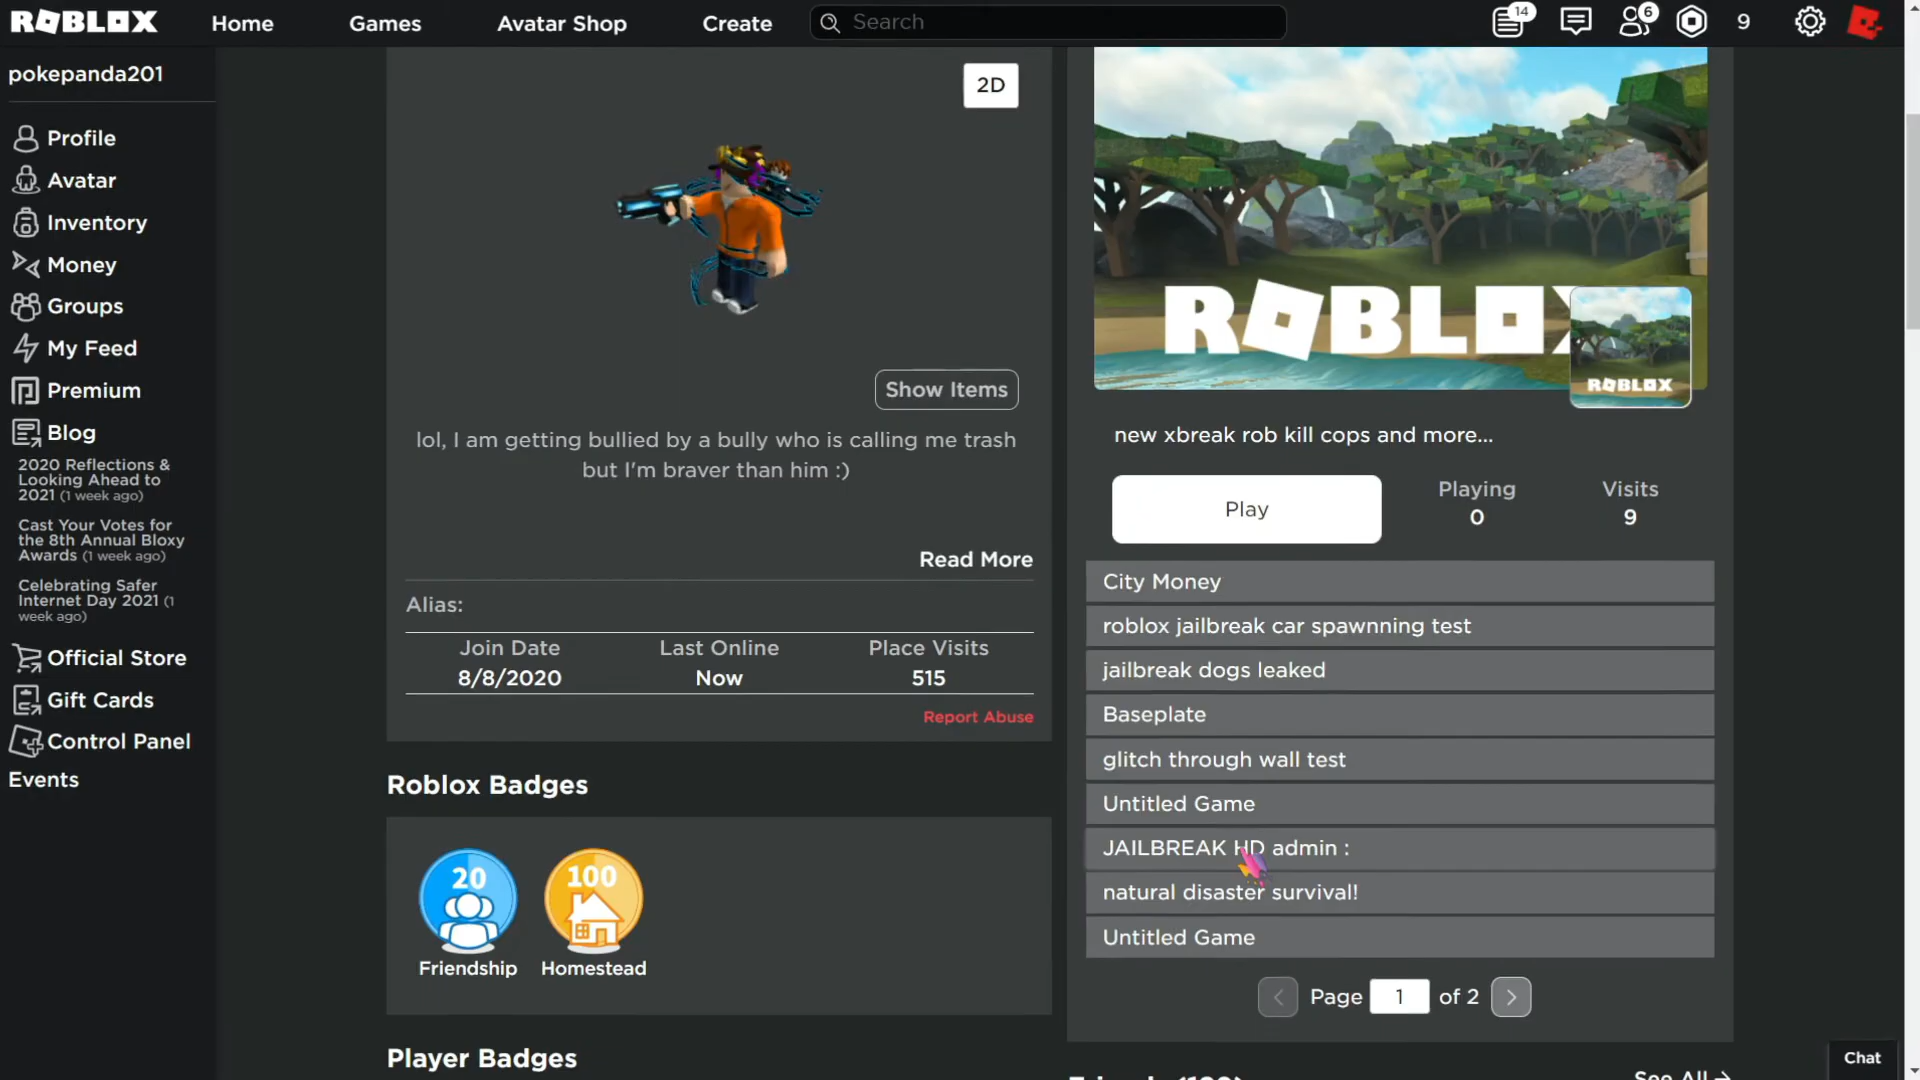 ROBLOX
Home
Games
Avatar Shop
Create
Search
14
6
9
pokepanda201
Profile
Avatar
Inventory
Money
Groups
My Feed
Premium
Blog
2020 Reflections &
Looking Ahead to
2021 (1 week ago)
Cast Your Votes for
the 8th Annual Bloxy
Awards (1 week ago)
Celebrating Safer
Internet Day 2021 (1
week ago)
Official Store
Gift Cards
Control Panel
Events
2D
Show Items
lol, I am getting bullied by a bully who is calling me trash
but I'm braver than him :)
Read More
Alias:
Join Date
8/8/2020
Last Online
Now
Place Visits
515
Report Abuse
Roblox Badges
20
Friendship
100
Homestead
Player Badges
ROBLOX
ROBLOX
new xbreak rob kill cops and more...
Play
Playing
0
Visits
9
City Money
roblox jailbreak car spawnning test
jailbreak dogs leaked
Baseplate
glitch through wall test
Untitled Game
JAILBREAK HD admin :
natural disaster survival!
Untitled Game
Page 1 of 2
See All
Chat